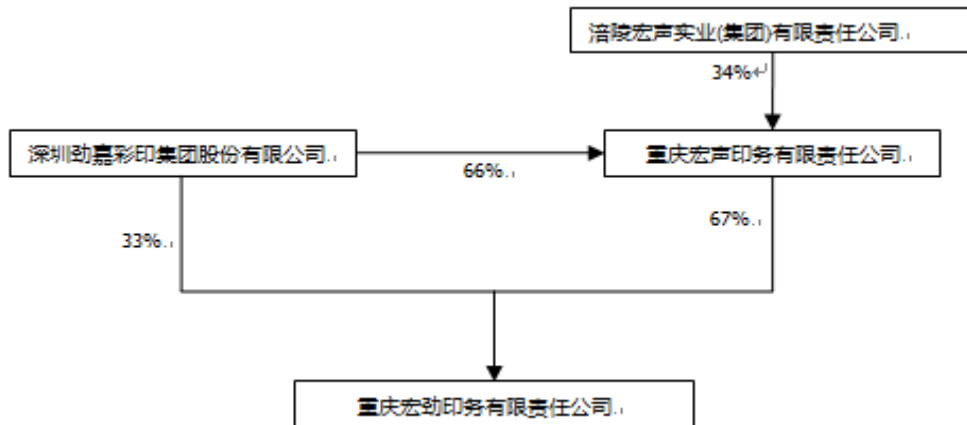 涪陵宏声实业(集团)有限责任公司
34%
深圳劲嘉彩印集团股份有限公司
重庆宏声印务有限责任公司
66%
33%
67%
重庆宏劲印务有限责任公司